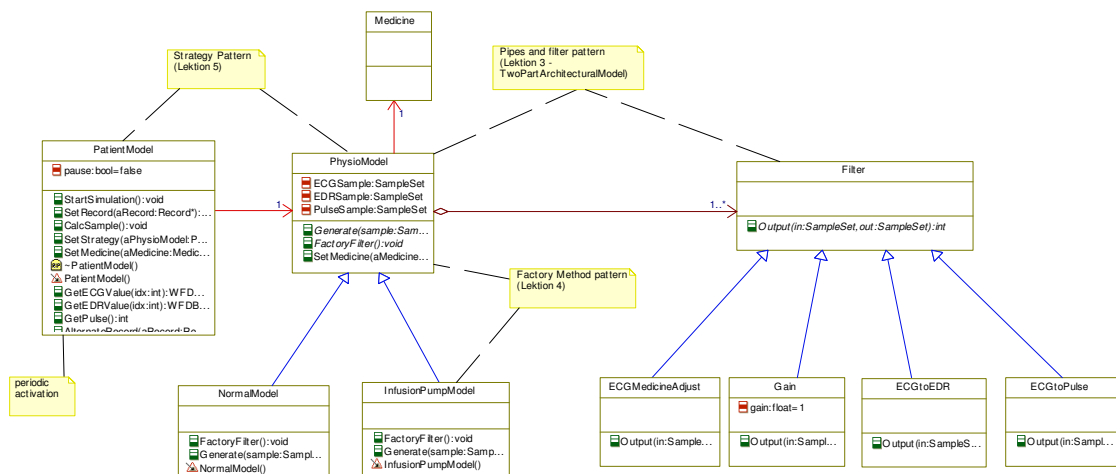 Medicine
1
Strategy Pattern
(Lektion 5)
Pipes and filter pattern
(Lektion 3 -
TwoPartArchitecturalModel)
PatientModel
pause:bool=false
StartSimulation():void
SetRecord(aRecord:Record*):...
CalcSample():void
SetStrategy(aPhysioModel:P...
SetMedicine(aMedicine:Medic...
~PatientModel()
PatientModel()
GetECGValue(idx:int):WFD...
GetEDRValue(idx:int):WFDB...
GetPulse():int
AlternateRecord(aRecord:Re...
1
PhysioModel
ECGSample:SampleSet
EDRSample:SampleSet
PulseSample:SampleSet
Generate(sample:Sam...
FactoryFilter():void
SetMedicine(aMedicine...
1..*
Filter
Output(in:SampleSet,out:SampleSet):int
Factory Method pattern
(Lektion 4)
periodic
activation
NormalModel
FactoryFilter():void
Generate(sample:Sampl...
NormalModel()
InfusionPumpModel
FactoryFilter():void
Generate(sample:Samp...
InfusionPumpModel()
ECGMedicineAdjust
Output(in:Sample...
Gain
gain:float=1
Output(in:Sampl...
ECGtoEDR
Output(in:SampleS...
ECGtoPulse
Output(in:Sampl...